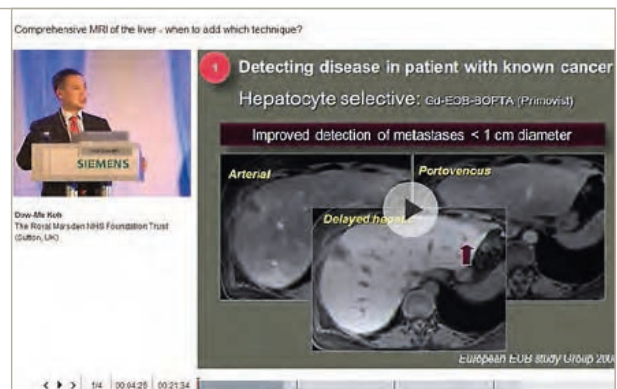 Comprehensive MRI of the liver - when to add which technique?
SIEMENS
Dow-Mu Koh
The Royal Marsden NHS Foundation Trust
(Sutton, UK)
1 Detecting disease in patient with known cancer
Hepatocyte selective: Gd-EOB-BOPTA (Primovist)
Improved detection of metastases < 1 cm diameter
Arterial
Portovenous
Delayed
European EOB study Group
1/4 00:04:25 00:21:34